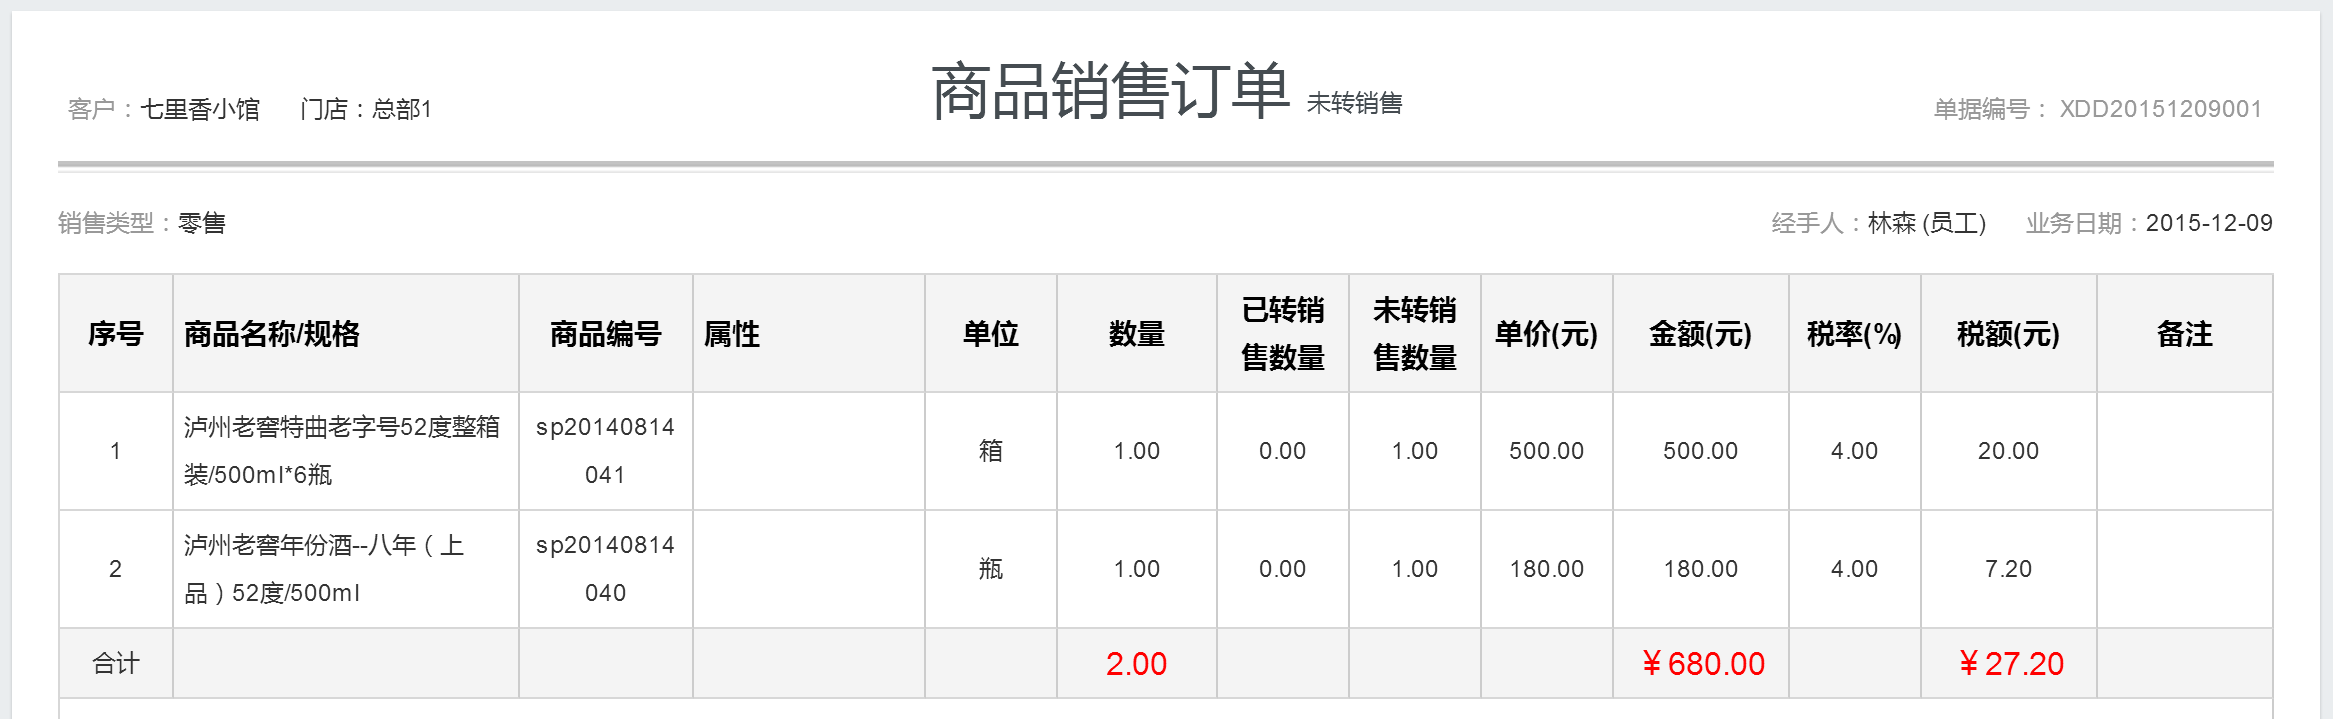 商品销售订单 未转销售
客户：七里香小馆 门店：总部1 单据编号： XDD20151209001
销售类型：零售 经手人：林森 (员工) 业务日期：2015-12-09
序号 商品名称/规格 商品编号 属性 单位 数量 已转销售数量 未转销售数量 单价(元) 金额(元) 税率(%) 税额(元) 备注
1 泸州老窖特曲老字号52度整箱装/500ml*6瓶 sp20140814041 箱 1.00 0.00 1.00 500.00 500.00 4.00 20.00
2 泸州老窖年份酒--八年（上品）52度/500ml sp20140814040 瓶 1.00 0.00 1.00 180.00 180.00 4.00 7.20
合计 2.00 ￥680.00 ￥27.20